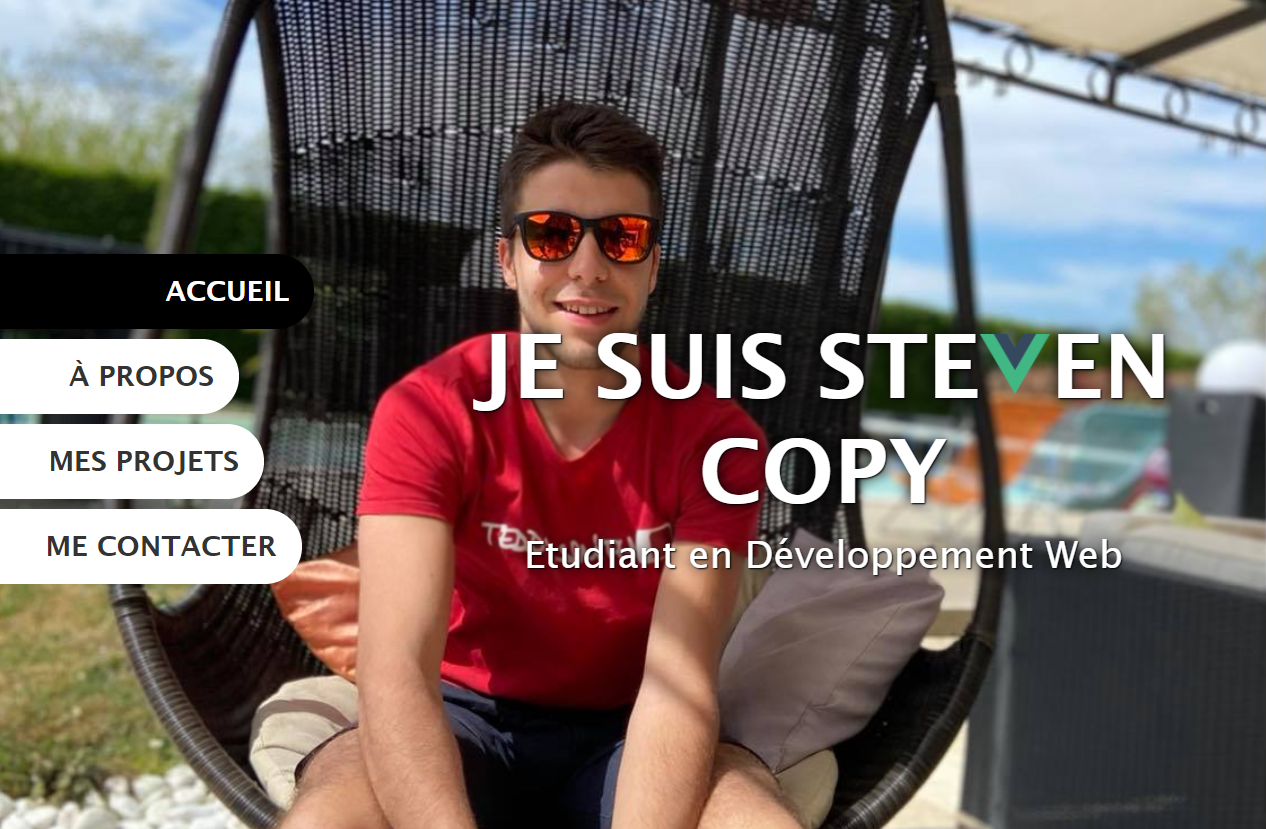 ACCUEIL
À PROPOS
MES PROJETS
ME CONTACTER
JE SUIS STEVEN
COPY
Etudiant en Développement Web